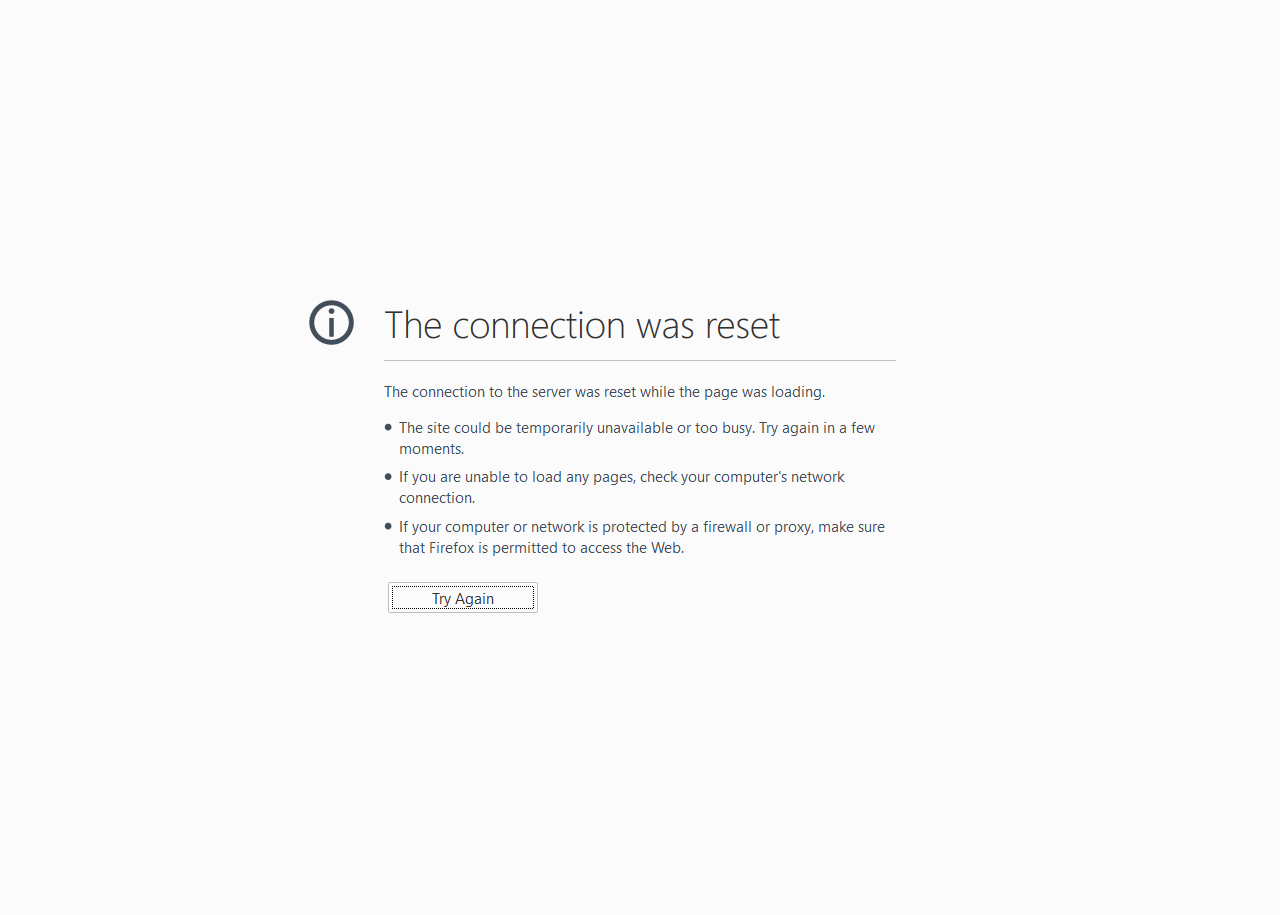 The connection was reset
The connection to the server was reset while the page was loading.
• The site could be temporarily unavailable or too busy. Try again in a few
moments.
• If you are unable to load any pages, check your computer's network
connection.
• If your computer or network is protected by a firewall or proxy, make sure
that Firefox is permitted to access the Web.
Try Again